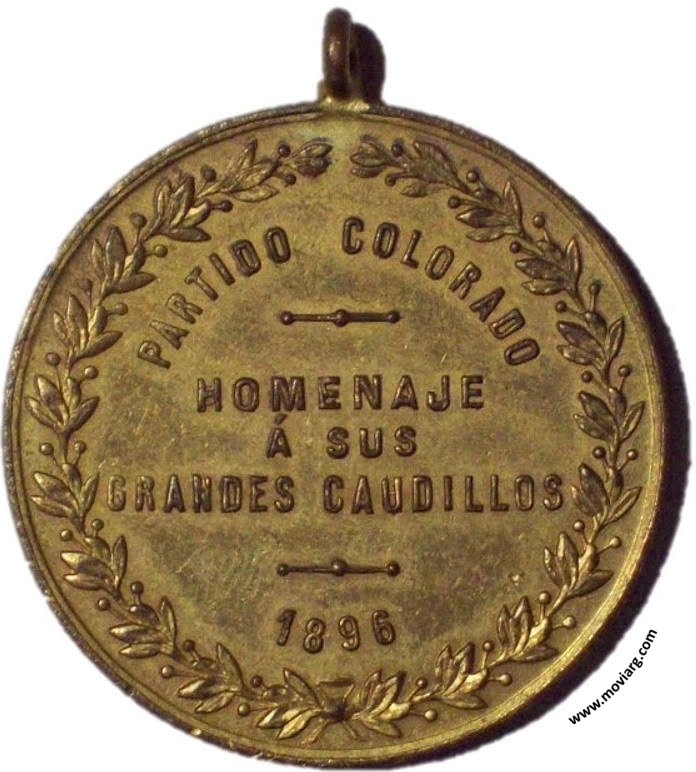 PARTIDO COLORADO
HOMENAJE
Á SUS
GRANDES CAUDILLOS
1896
www.moviarg.com